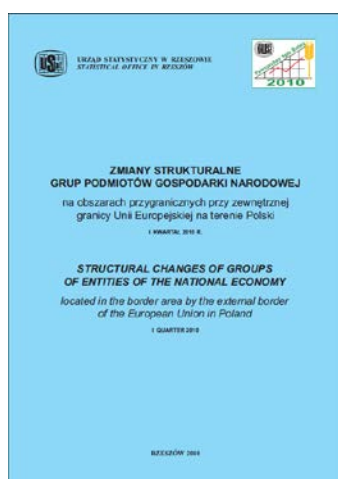 URZĄD STATYSTYCZNY W RZESZOWIE
STATISTICAL OFFICE IN RZESZÓW
2010
ZMIANY STRUKTURALNE
GRUP PODMIOTÓW GOSPODARKI NARODOWEJ
na obszarach przygranicznych przy zewnętrznej
granicy Unii Europejskiej na terenie Polski
I KWARTAŁ 2010 R.
STRUCTURAL CHANGES OF GROUPS
OF ENTITIES OF THE NATIONAL ECONOMY
located in the border area by the external border
of the European Union in Poland
I QUARTER 2010
RZESZÓW 2010